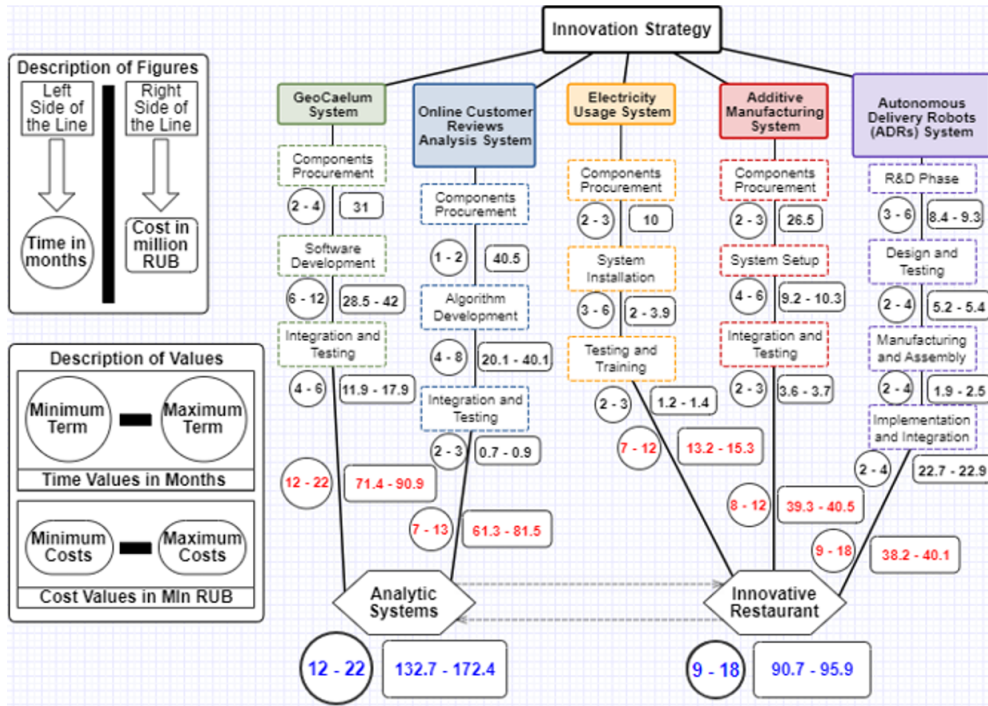 Innovation Strategy
Description of Figures
Left
Side of
the Line
Right
Side of
the Line
Time in
months
Cost in
million
RUB
Description of Values
Minimum
Term
Maximum
Term
Time Values in Months
Minimum
Costs
Maximum
Costs
Cost Values in Mln RUB
GeoCaelum
System
Components
Procurement
2 - 4
31
Software
Development
6 - 12
28.5 - 42
Integration and
Testing
4 - 6
11.9 - 17.9
12 - 22
71.4 - 90.9
Online Customer
Reviews
Analysis System
Components
Procurement
1 - 2
40.5
Algorithm
Development
4 - 8
20.1 - 40.1
Integration and
Testing
2 - 3
0.7 - 0.9
7 - 13
61.3 - 81.5
Electricity
Usage System
Components
Procurement
2 - 3
10
System
Installation
3 - 6
2 - 3.9
Testing and
Training
2 - 3
1.2 - 1.4
7 - 12
13.2 - 15.3
Additive
Manufacturing
System
Components
Procurement
2 - 3
26.5
System Setup
4 - 6
9.2 - 10.3
Integration and
Testing
2 - 3
3.6 - 3.7
8 - 12
39.3 - 40.5
Autonomous
Delivery Robots
(ADRs) System
R&D Phase
3 - 6
8.4 - 9.3
Design and
Testing
2 - 4
5.2 - 5.4
Manufacturing
and Assembly
2 - 4
1.9 - 2.5
Implementation
and Integration
2 - 4
22.7 - 22.9
9 - 18
38.2 - 40.1
Analytic
Systems
12 - 22
132.7 - 172.4
Innovative
Restaurant
9 - 18
90.7 - 95.9